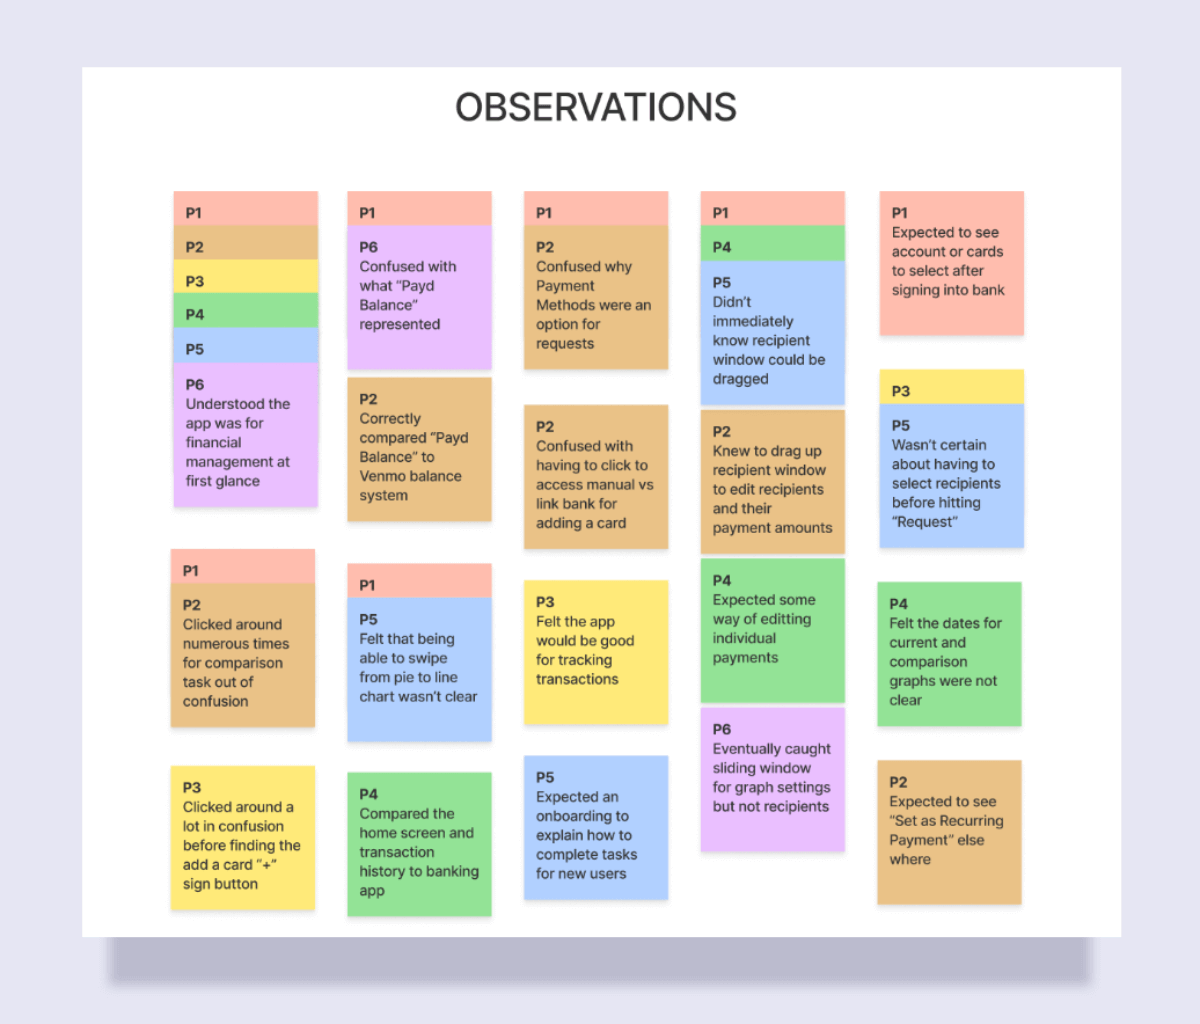 OBSERVATIONS
P1
P2
P3
P4
P5
P6
Understood the
app was for
financial
management at
first glance
P1
P2
Clicked around
numerous times
for comparison
task out of
confusion
P3
Clicked around a
lot in confusion
before finding the
add a card “+”
sign button
P1
P6
Confused with
what “Payd
Balance”
represented
P2
Correctly
compared “Payd
Balance” to
Venmo balance
system
P1
P5
Felt that being
able to swipe
from pie to line
chart wasn’t clear
P4
Compared the
home screen and
transaction
history to banking
app
P1
P2
Confused why
Payment
Methods were an
option for
requests
P2
Confused with
having to click to
access manual vs
link bank for
adding a card
P3
Felt the app
would be good
for tracking
transactions
P5
Expected an
onboarding to
explain how to
complete tasks
for new users
P1
P4
P5
Didn’t
immediately
know recipient
window could be
dragged
P2
Knew to drag up
recipient window
to edit recipients
and their
payment amounts
P4
Expected some
way of editting
individual
payments
P6
Eventually caught
sliding window
for graph settings
but not recipients
P1
Expected to see
account or cards
to select after
signing into bank
P3
P5
Wasn’t certain
about having to
select recipients
before hitting
“Request”
P4
Felt the dates for
current and
comparison
graphs were not
clear
P2
Expected to see
“Set as Recurring
Payment” else
where